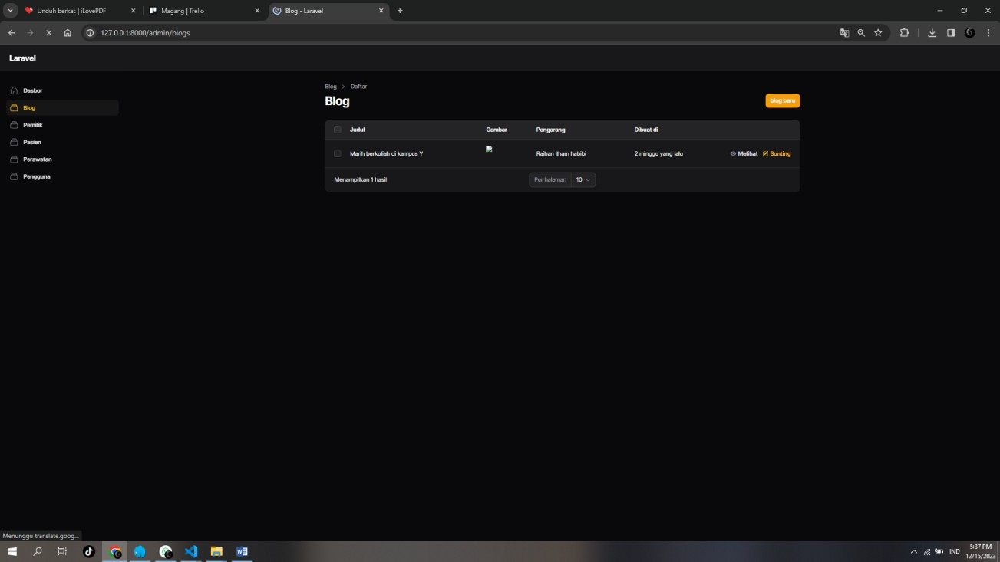 Unduh berkas | iLovePDF
Magang | Trello
Blog - Laravel
127.0.0.1:8000/admin/blogs
Laravel
Dasbor
Blog
Pemilik
Pasien
Perawatan
Pengguna
Blog > Daftar
Blog
blog baru
Judul Gambar Pengarang Dibuat di
Marih berkuliah di kampus Y Raihan ilham habibi 2 minggu yang lalu Melihat Sunting
Menampilkan 1 hasil Per halaman 10
Menunggu translate.goog...
IND
5:37 PM
12/15/2023